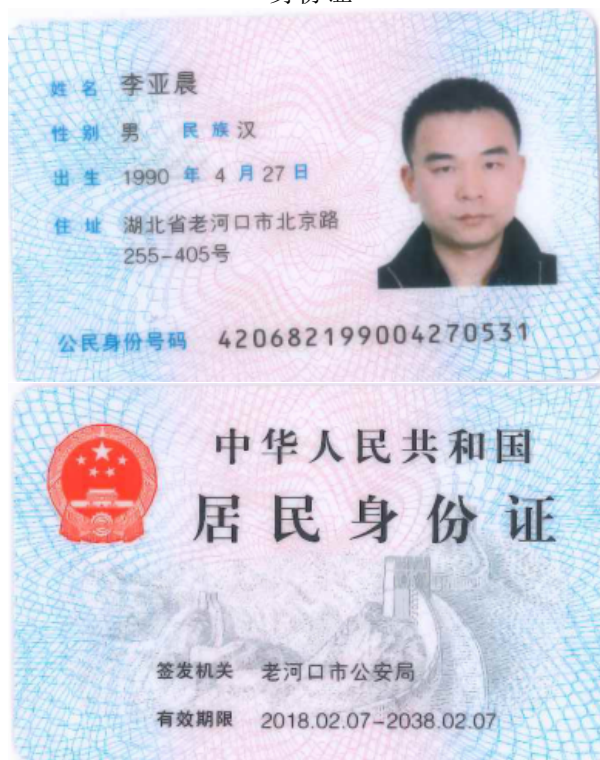 身份证
姓名 李亚晨
性别 男 民族 汉
出生 1990 年 4 月 27 日
住址 湖北省老河口市北京路
255-405号
公民身份号码 420682199004270531
中华人民共和国
居民身份证
签发机关 老河口市公安局
有效期限 2018.02.07-2038.02.07